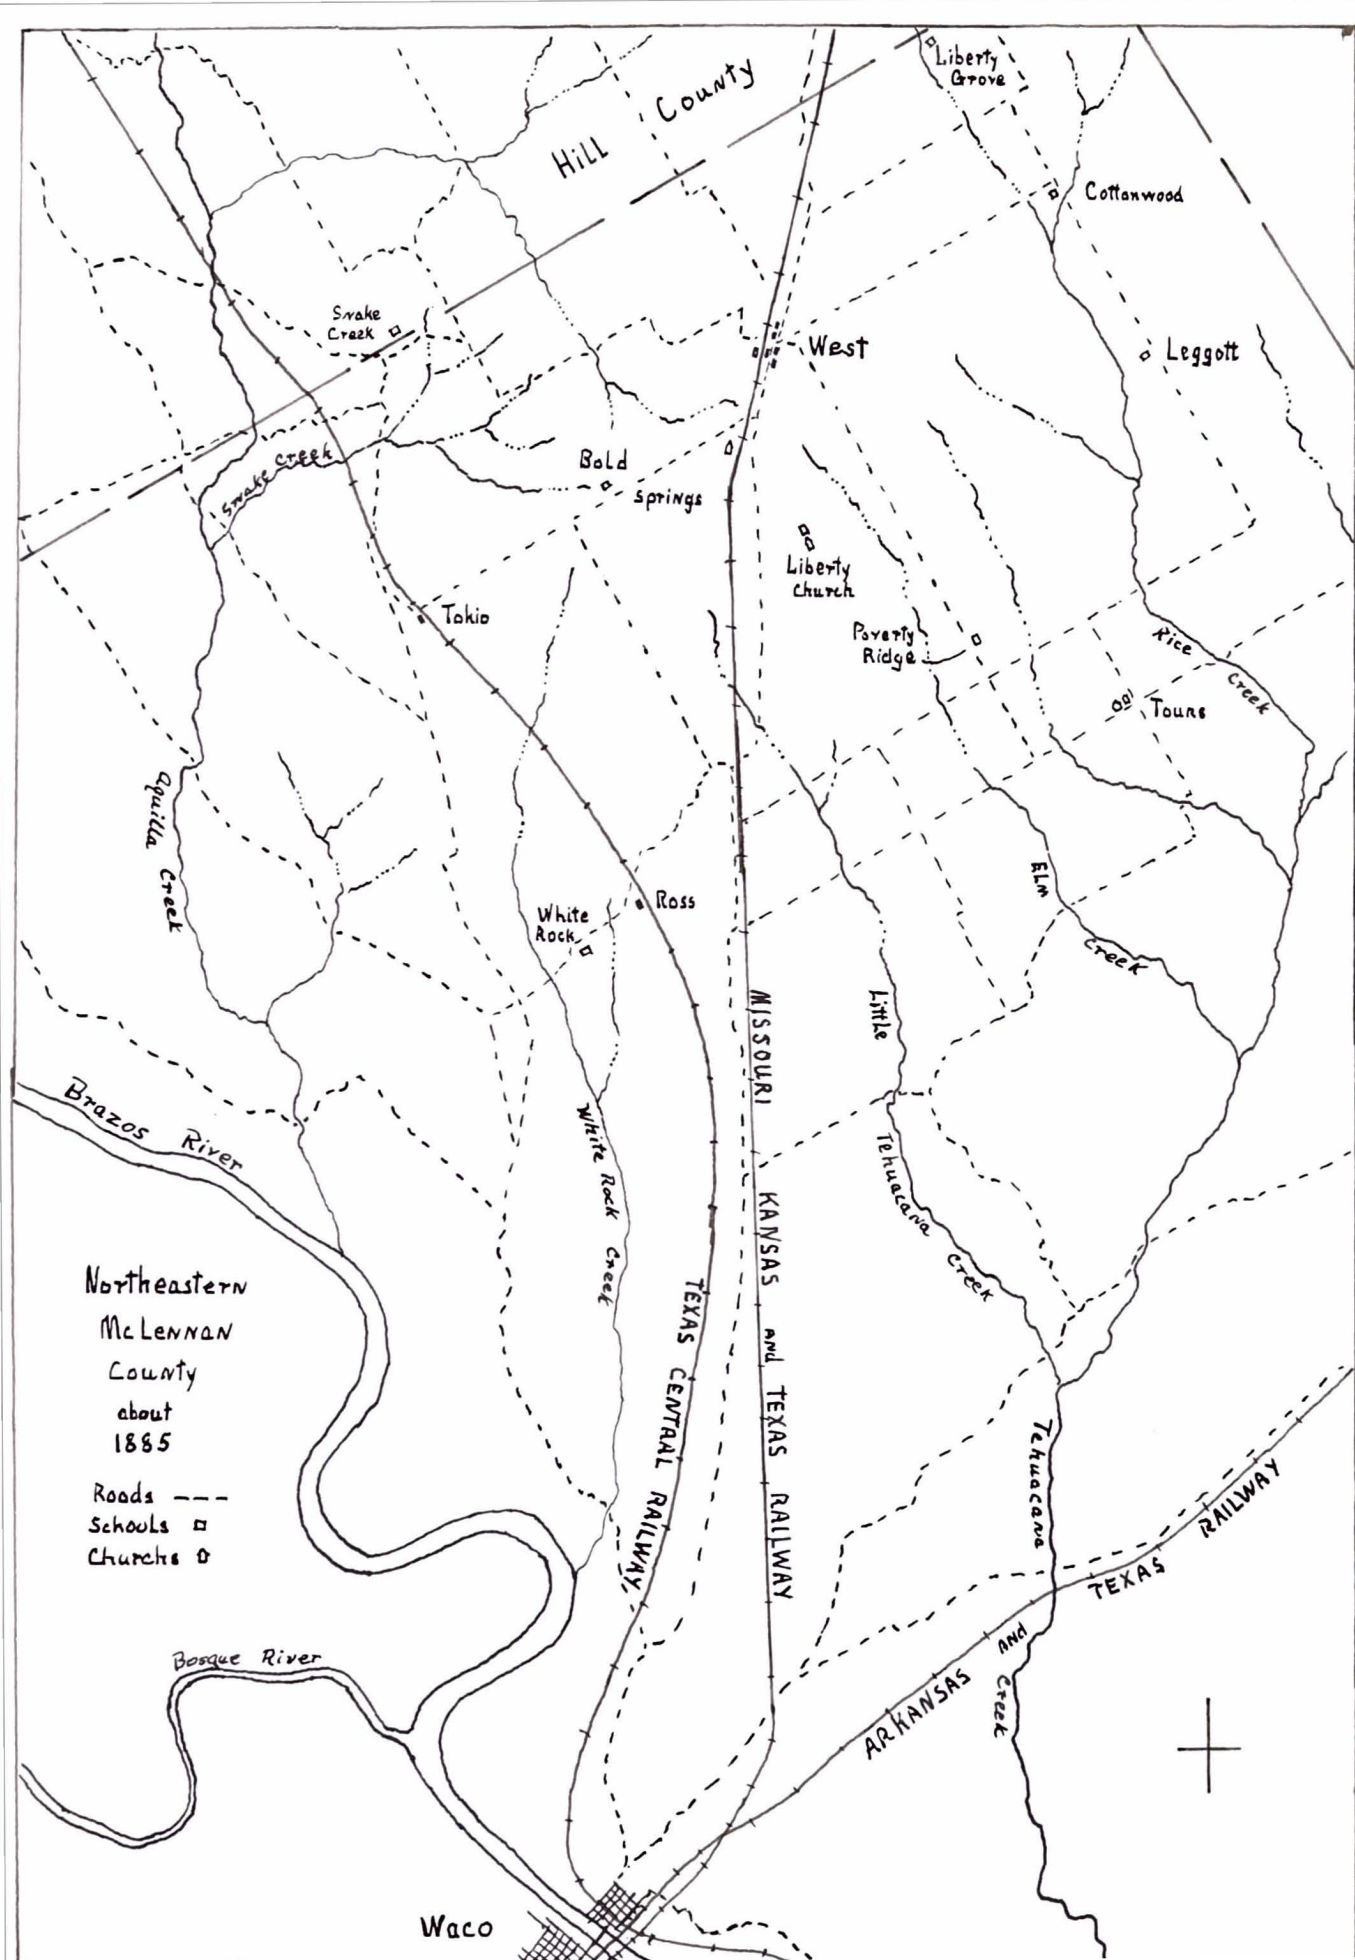 Liberty
Grove
HILL County
Cottonwood
Snake
Creek
West
Leggott
Snake Creek
Bold
Springs
Liberty
Church
Tokio
Poverty
Ridge
Rice
Creek
Tours
Aquilla
Creek
Elm
Creek
White
Rock
Ross
Little
Tehuacana
Creek
MISSOURI KANSAS and TEXAS RAILWAY
Brazos River
White Rock Creek
TEXAS CENTRAL RAILWAY
Northeastern
McLennan
County
about
1885
Roads
Schools
Churchs
Tehuacana
Creek
ARKANSAS AND TEXAS RAILWAY
Bosque River
Waco